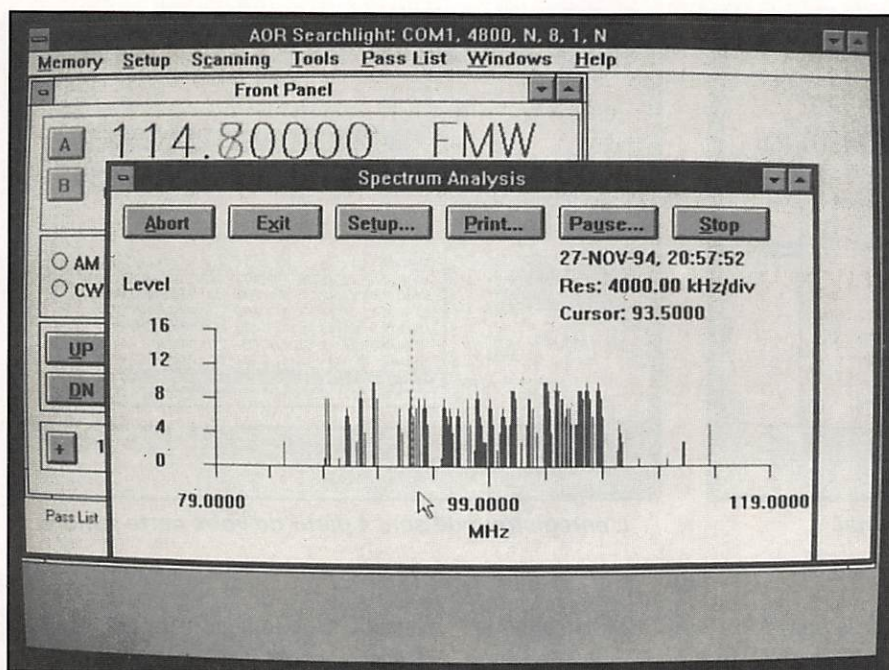 AOR Searchlight: COM1, 4800, N, 8, 1, N
Memory Setup Scanning Tools Pass List Windows Help
Front Panel
A 114.80000 FMW
B
Spectrum Analysis
Abort Exit Setup... Print... Pause... Stop
27-NOV-94, 20:57:52
Res: 4000.00 kHz/div
Cursor: 93.5000
AM
CW
Level
16
12
8
4
0
UP
DN
+ 1
79.0000 99.0000 119.0000
MHz
Pass List